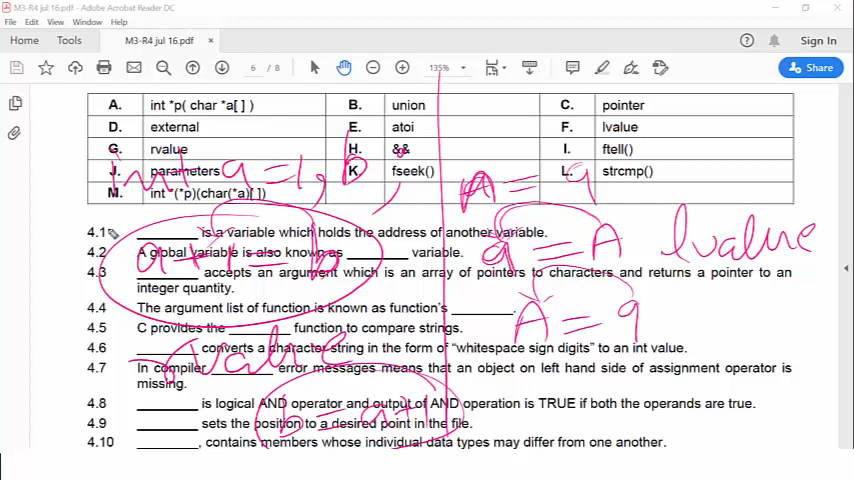 M3-R4 jul 16.pdf - Adobe Acrobat Reader DC
File Edit View Window Help
Home Tools M3-R4 jul 16.pdf × Sign In
6 / 8 135% Share
A. int *p( char *a[ ] ) B. union C. pointer
D. external E. atoi F. lvalue
G. rvalue H. && I. ftell()
J. parameters K. fseek() L. strcmp()
M. int *(*p)(char(*a)[ ])
int a = 1, b
A = a
4.1 ________ is a variable which holds the address of another variable.
4.2 A global variable is also known as ________ variable.
a = A lvalue
a + 1 = b
4.3 ________ accepts an argument which is an array of pointers to characters and returns a pointer to an
integer quantity.
4.4 The argument list of function is known as function's ________.
A = 9
4.5 C provides the ________ function to compare strings.
4.6 ________ converts a character string in the form of "whitespace sign digits" to an int value.
rvalue
4.7 In compiler ________ error messages means that an object on left hand side of assignment operator is
missing.
4.8 ________ is logical AND operator and output of AND operation is TRUE if both the operands are true.
b = a + 1
4.9 ________ sets the position to a desired point in the file.
4.10 ________, contains members whose individual data types may differ from one another.